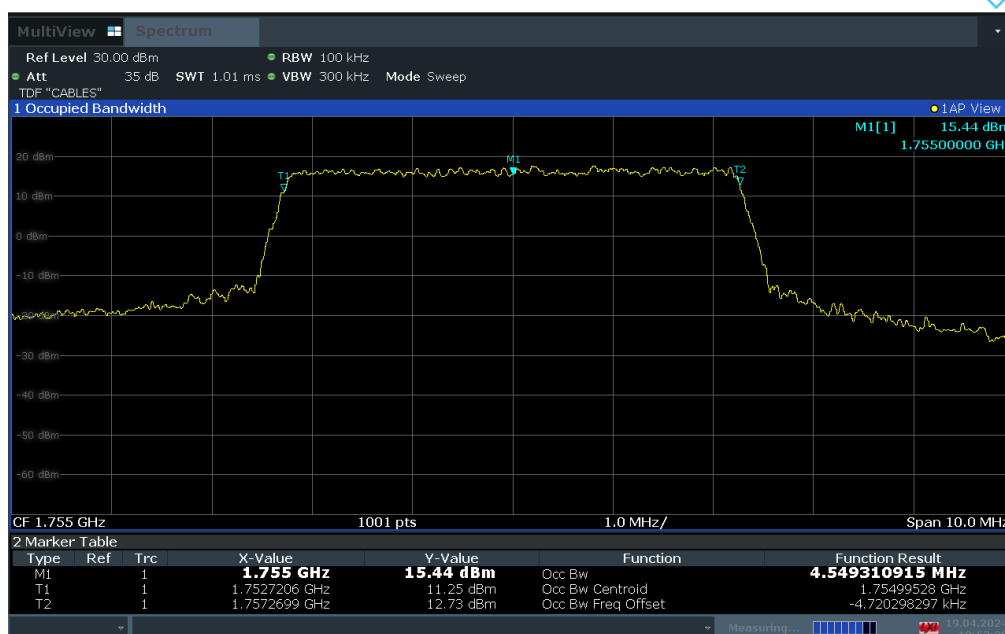 MultiView Spectrum
Ref Level 30.00 dBm RBW 100 kHz
Att 35 dB SWT 1.01 ms VBW 300 kHz Mode Sweep
TDF "CABLES"
1 Occupied Bandwidth 1AP View
M1[1] 15.44 dBm
1.75500000 GH
20 dBm
M1
T1
T2
10 dBm
0 dBm
-10 dBm
-20 dBm
-30 dBm
-40 dBm
-50 dBm
-60 dBm
CF 1.755 GHz 1001 pts 1.0 MHz/ Span 10.0 MHz
2 Marker Table
Type Ref Trc X-Value Y-Value Function Function Result
M1 1 1.755 GHz 15.44 dBm Occ Bw 4.549310915 MHz
T1 1 1.7527206 GHz 11.25 dBm Occ Bw Centroid 1.75499528 GHz
T2 1 1.7572699 GHz 12.73 dBm Occ Bw Freq Offset -4.720298297 kHz
Measuring... 19.04.2024